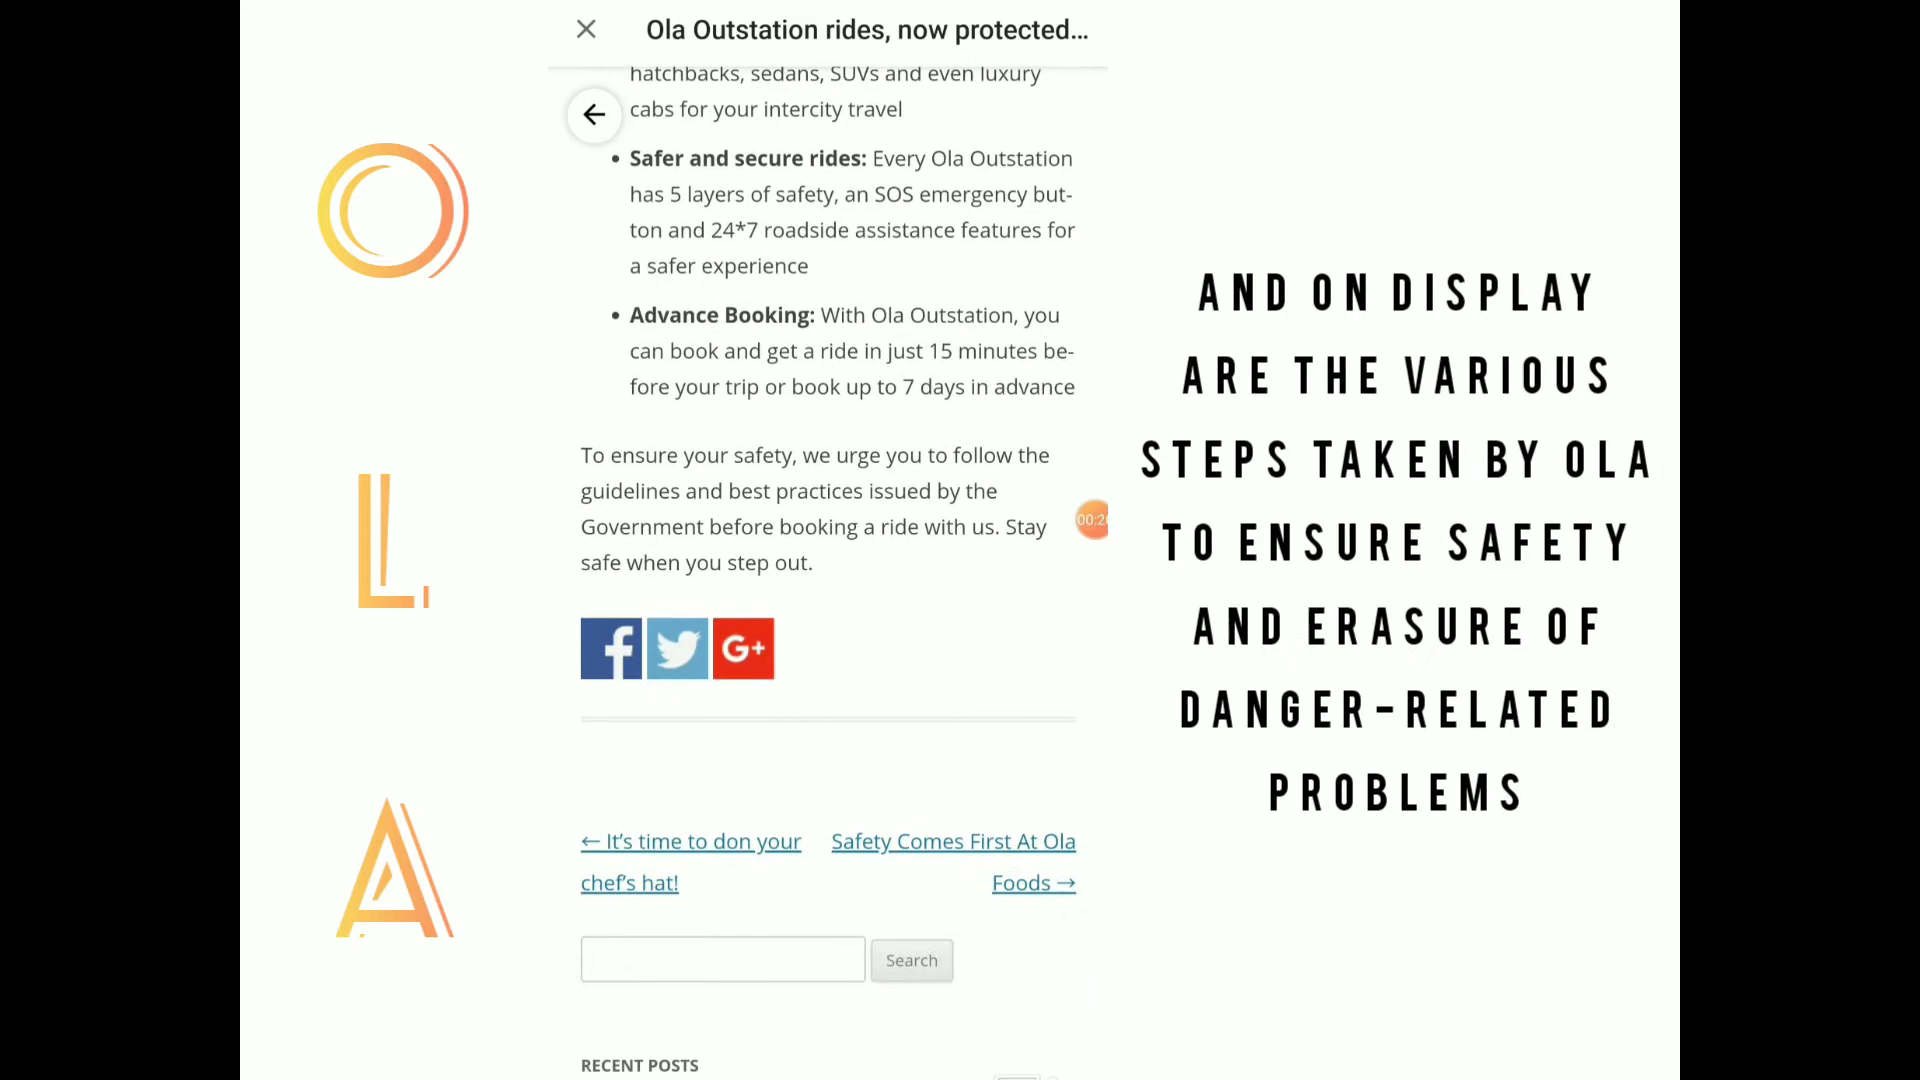 O
L
A
Ola Outstation rides, now protected...
hatchbacks, sedans, SUVs and even luxury
cabs for your intercity travel
• Safer and secure rides: Every Ola Outstation
has 5 layers of safety, an SOS emergency but-
ton and 24*7 roadside assistance features for
a safer experience
• Advance Booking: With Ola Outstation, you
can book and get a ride in just 15 minutes be-
fore your trip or book up to 7 days in advance
To ensure your safety, we urge you to follow the
guidelines and best practices issued by the
Government before booking a ride with us. Stay
safe when you step out.
G+
← It's time to don your
chef's hat!
Safety Comes First At Ola
Foods →
Search
RECENT POSTS
AND ON DISPLAY
ARE THE VARIOUS
STEPS TAKEN BY OLA
TO ENSURE SAFETY
AND ERASURE OF
DANGER-RELATED
PROBLEMS